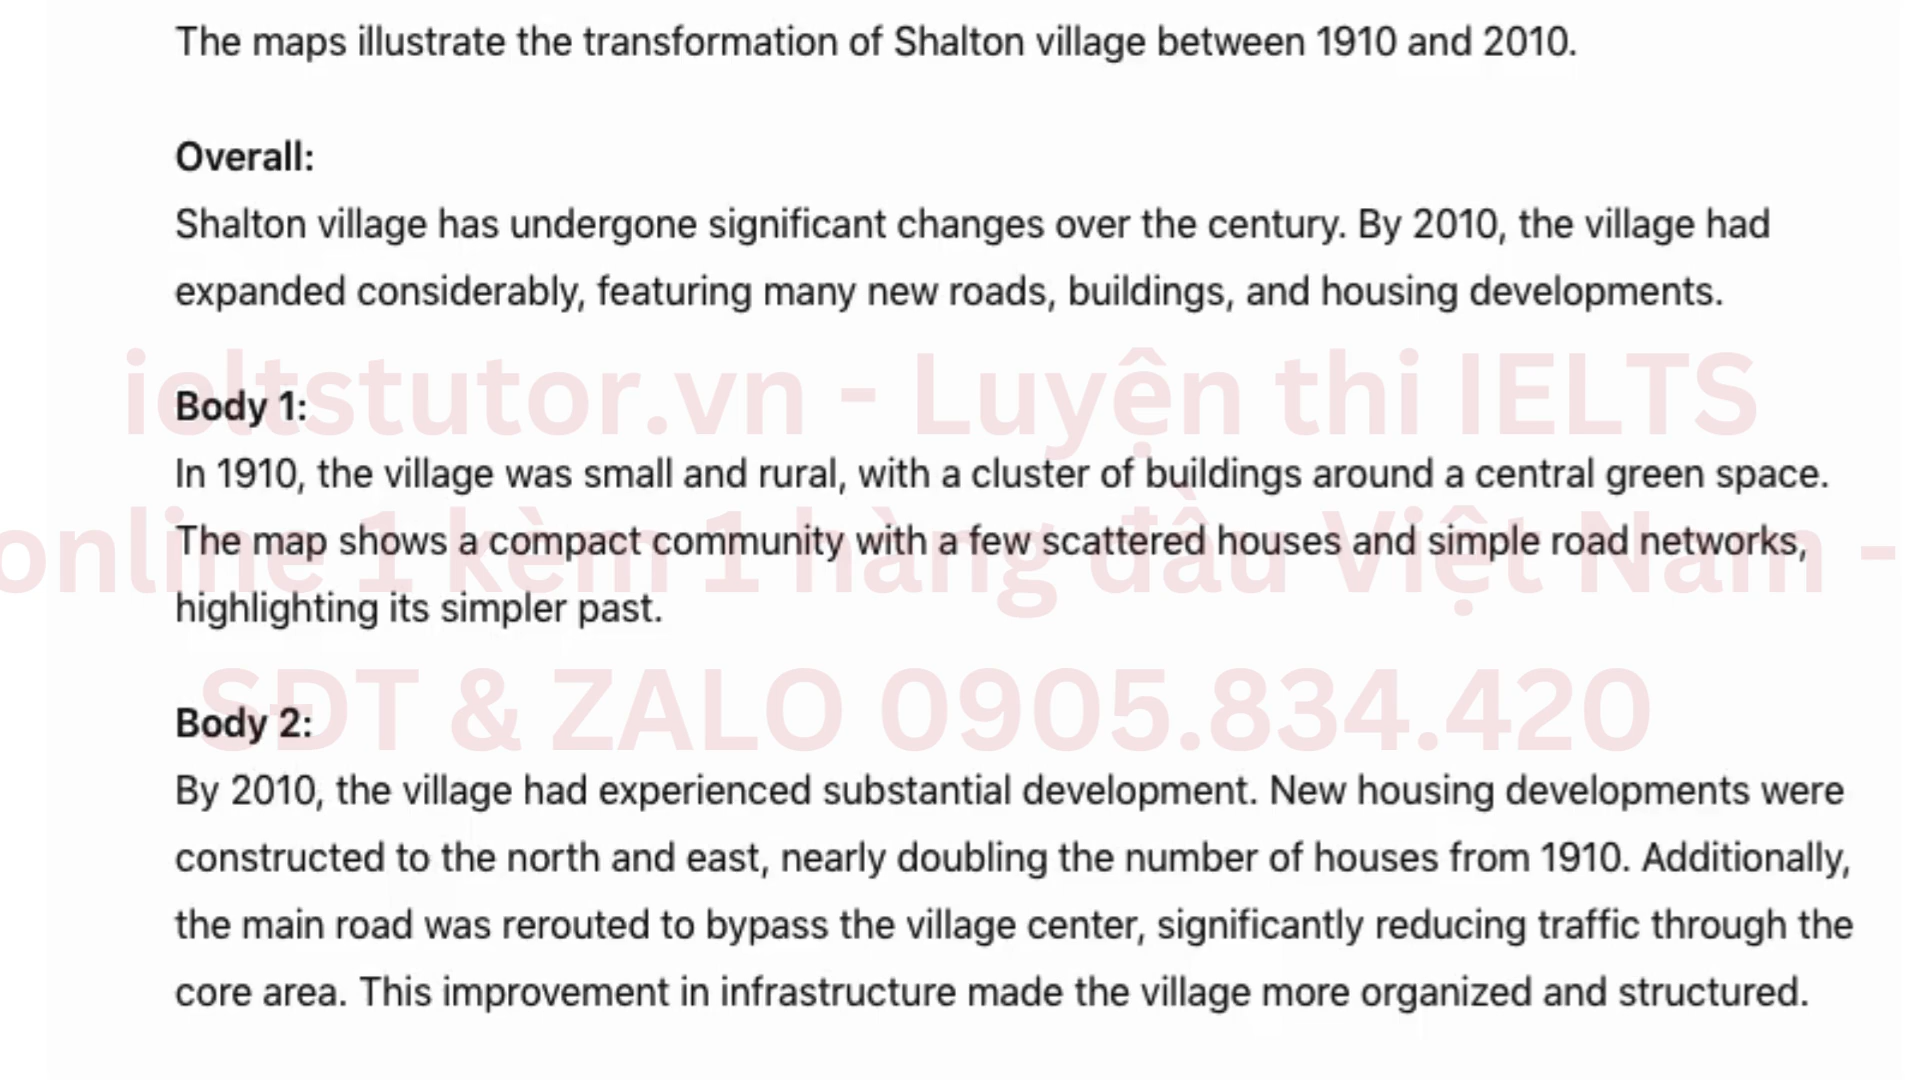 The maps illustrate the transformation of Shalton village between 1910 and 2010.
Overall:
Shalton village has undergone significant changes over the century. By 2010, the village had
expanded considerably, featuring many new roads, buildings, and housing developments.
ieltstutor.vn - Luyện thi IELTS
Body 1:
In 1910, the village was small and rural, with a cluster of buildings around a central green space.
The map shows a compact community with a few scattered houses and simple road networks,
online 1 kèm 1 hàng đầu Việt Nam -
highlighting its simpler past.
SĐT & ZALO 0905.834.420
Body 2:
By 2010, the village had experienced substantial development. New housing developments were
constructed to the north and east, nearly doubling the number of houses from 1910. Additionally,
the main road was rerouted to bypass the village center, significantly reducing traffic through the
core area. This improvement in infrastructure made the village more organized and structured.